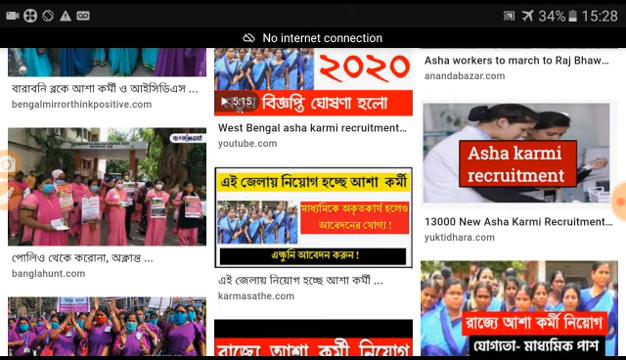 34% 15:28
No internet connection
বারাবনি ব্লকে আশা কর্মী ও আইসিডিএস ...
bengalmirrorthinkpositive.com
বাংলাহান্ট
পোলিও থেকে করোনা, অক্লান্ত ...
banglahunt.com
২০২০
5:15
বিজ্ঞপ্তি ঘোষণা হলো
West Bengal asha karmi recruitment...
youtube.com
এই জেলায় নিয়োগ হচ্ছে আশা কর্মী
মাধ্যমিকে অকৃতকার্য হলেও
আবেদনের যোগ্য !
এক্ষুনি আবেদন করুন !
এই জেলায় নিয়োগ হচ্ছে আশা কর্মী ...
karmasathe.com
রাজ্যে আশা কর্মী নিয়োগ
Asha workers to march to Raj Bhaw...
anandabazar.com
Asha karmi
recruitment
13000 New Asha Karmi Recruitment...
yuktidhara.com
রাজ্যে আশা কর্মী নিয়োগ
যোগ্যতা- মাধ্যমিক পাশ